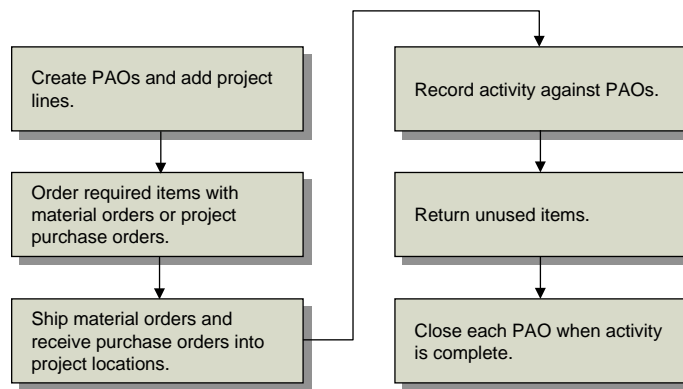 Create PAOs and add project
lines.
Order required items with
material orders or project
purchase orders.
Ship material orders and
receive purchase orders into
project locations.
Record activity against PAOs.
Return unused items.
Close each PAO when activity
is complete.